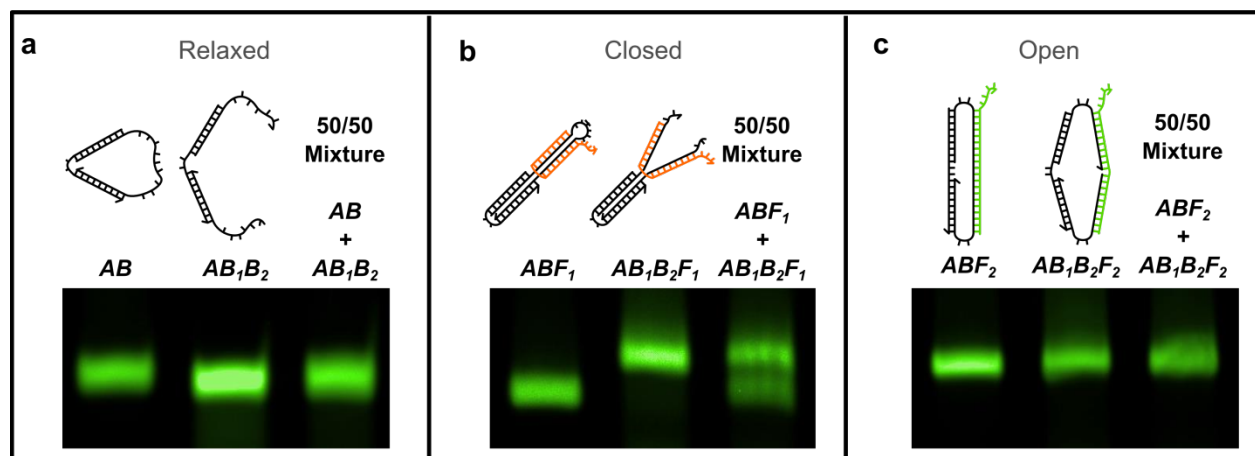 a
Relaxed
50/50
Mixture
AB
+
AB₁B₂
AB
AB₁B₂
b
Closed
50/50
Mixture
ABF₁
+
AB₁B₂F₁
ABF₁
AB₁B₂F₁
c
Open
50/50
Mixture
ABF₂
+
AB₁B₂F₂
ABF₂
AB₁B₂F₂